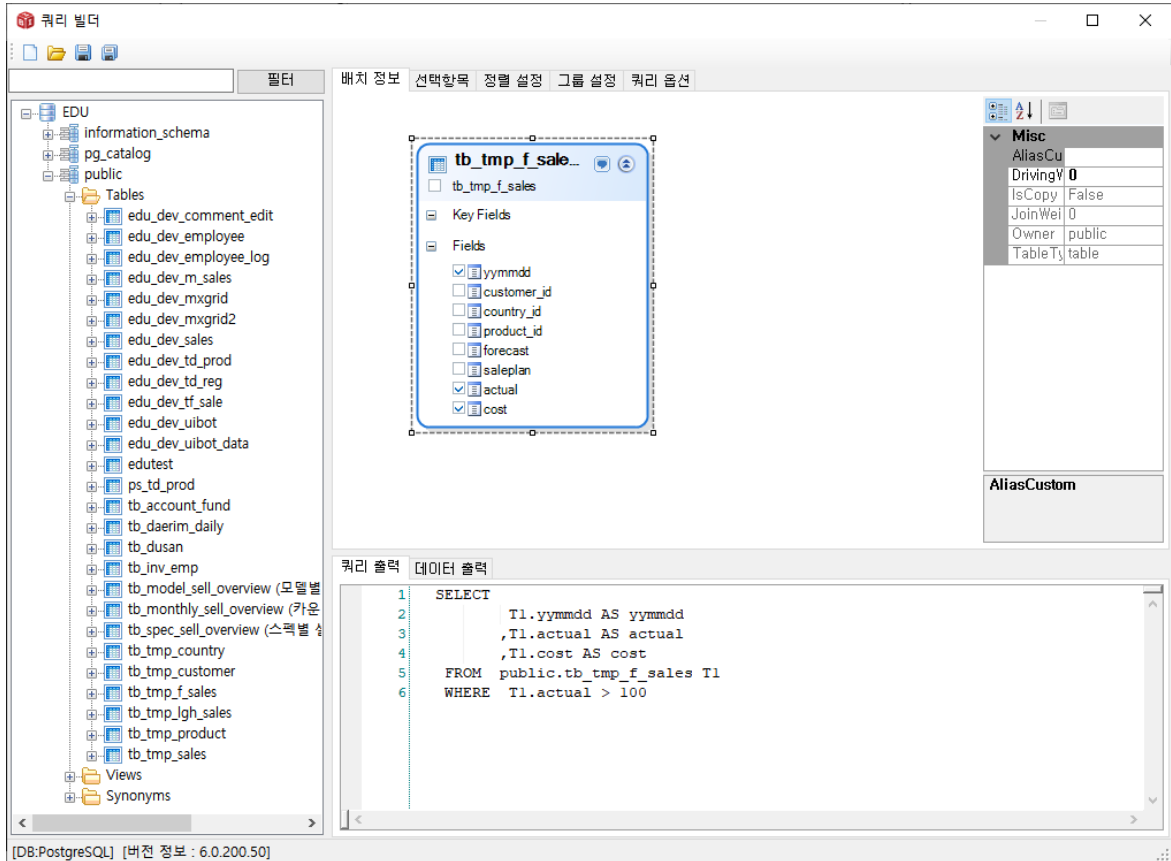 쿼리 빌더
필터
EDU
information_schema
pg_catalog
public
Tables
edu_dev_comment_edit
edu_dev_employee
edu_dev_employee_log
edu_dev_m_sales
edu_dev_mxgrid
edu_dev_mxgrid2
edu_dev_sales
edu_dev_td_prod
edu_dev_td_reg
edu_dev_tf_sale
edu_dev_uibot
edu_dev_uibot_data
edutest
ps_td_prod
tb_account_fund
tb_daerim_daily
tb_dusan
tb_inv_emp
tb_model_sell_overview (모델별
tb_monthly_sell_overview (카운
tb_spec_sell_overview (스펙별
tb_tmp_country
tb_tmp_customer
tb_tmp_f_sales
tb_tmp_lgh_sales
tb_tmp_product
tb_tmp_sales
Views
Synonyms
배치 정보 선택항목 정렬 설정 그룹 설정 쿼리 옵션
tb_tmp_f_sale...
tb_tmp_f_sales
Key Fields
Fields
yymmdd
customer_id
country_id
product_id
forecast
saleplan
actual
cost
Misc
AliasCu
DrivingW 0
IsCopy False
JoinWei 0
Owner public
TableTy table
AliasCustom
쿼리 출력 데이터 출력
1 SELECT
2 T1.yymmdd AS yymmdd
3 ,T1.actual AS actual
4 ,T1.cost AS cost
5 FROM public.tb_tmp_f_sales T1
6 WHERE T1.actual > 100
[DB:PostgreSQL] [버전 정보 : 6.0.200.50]